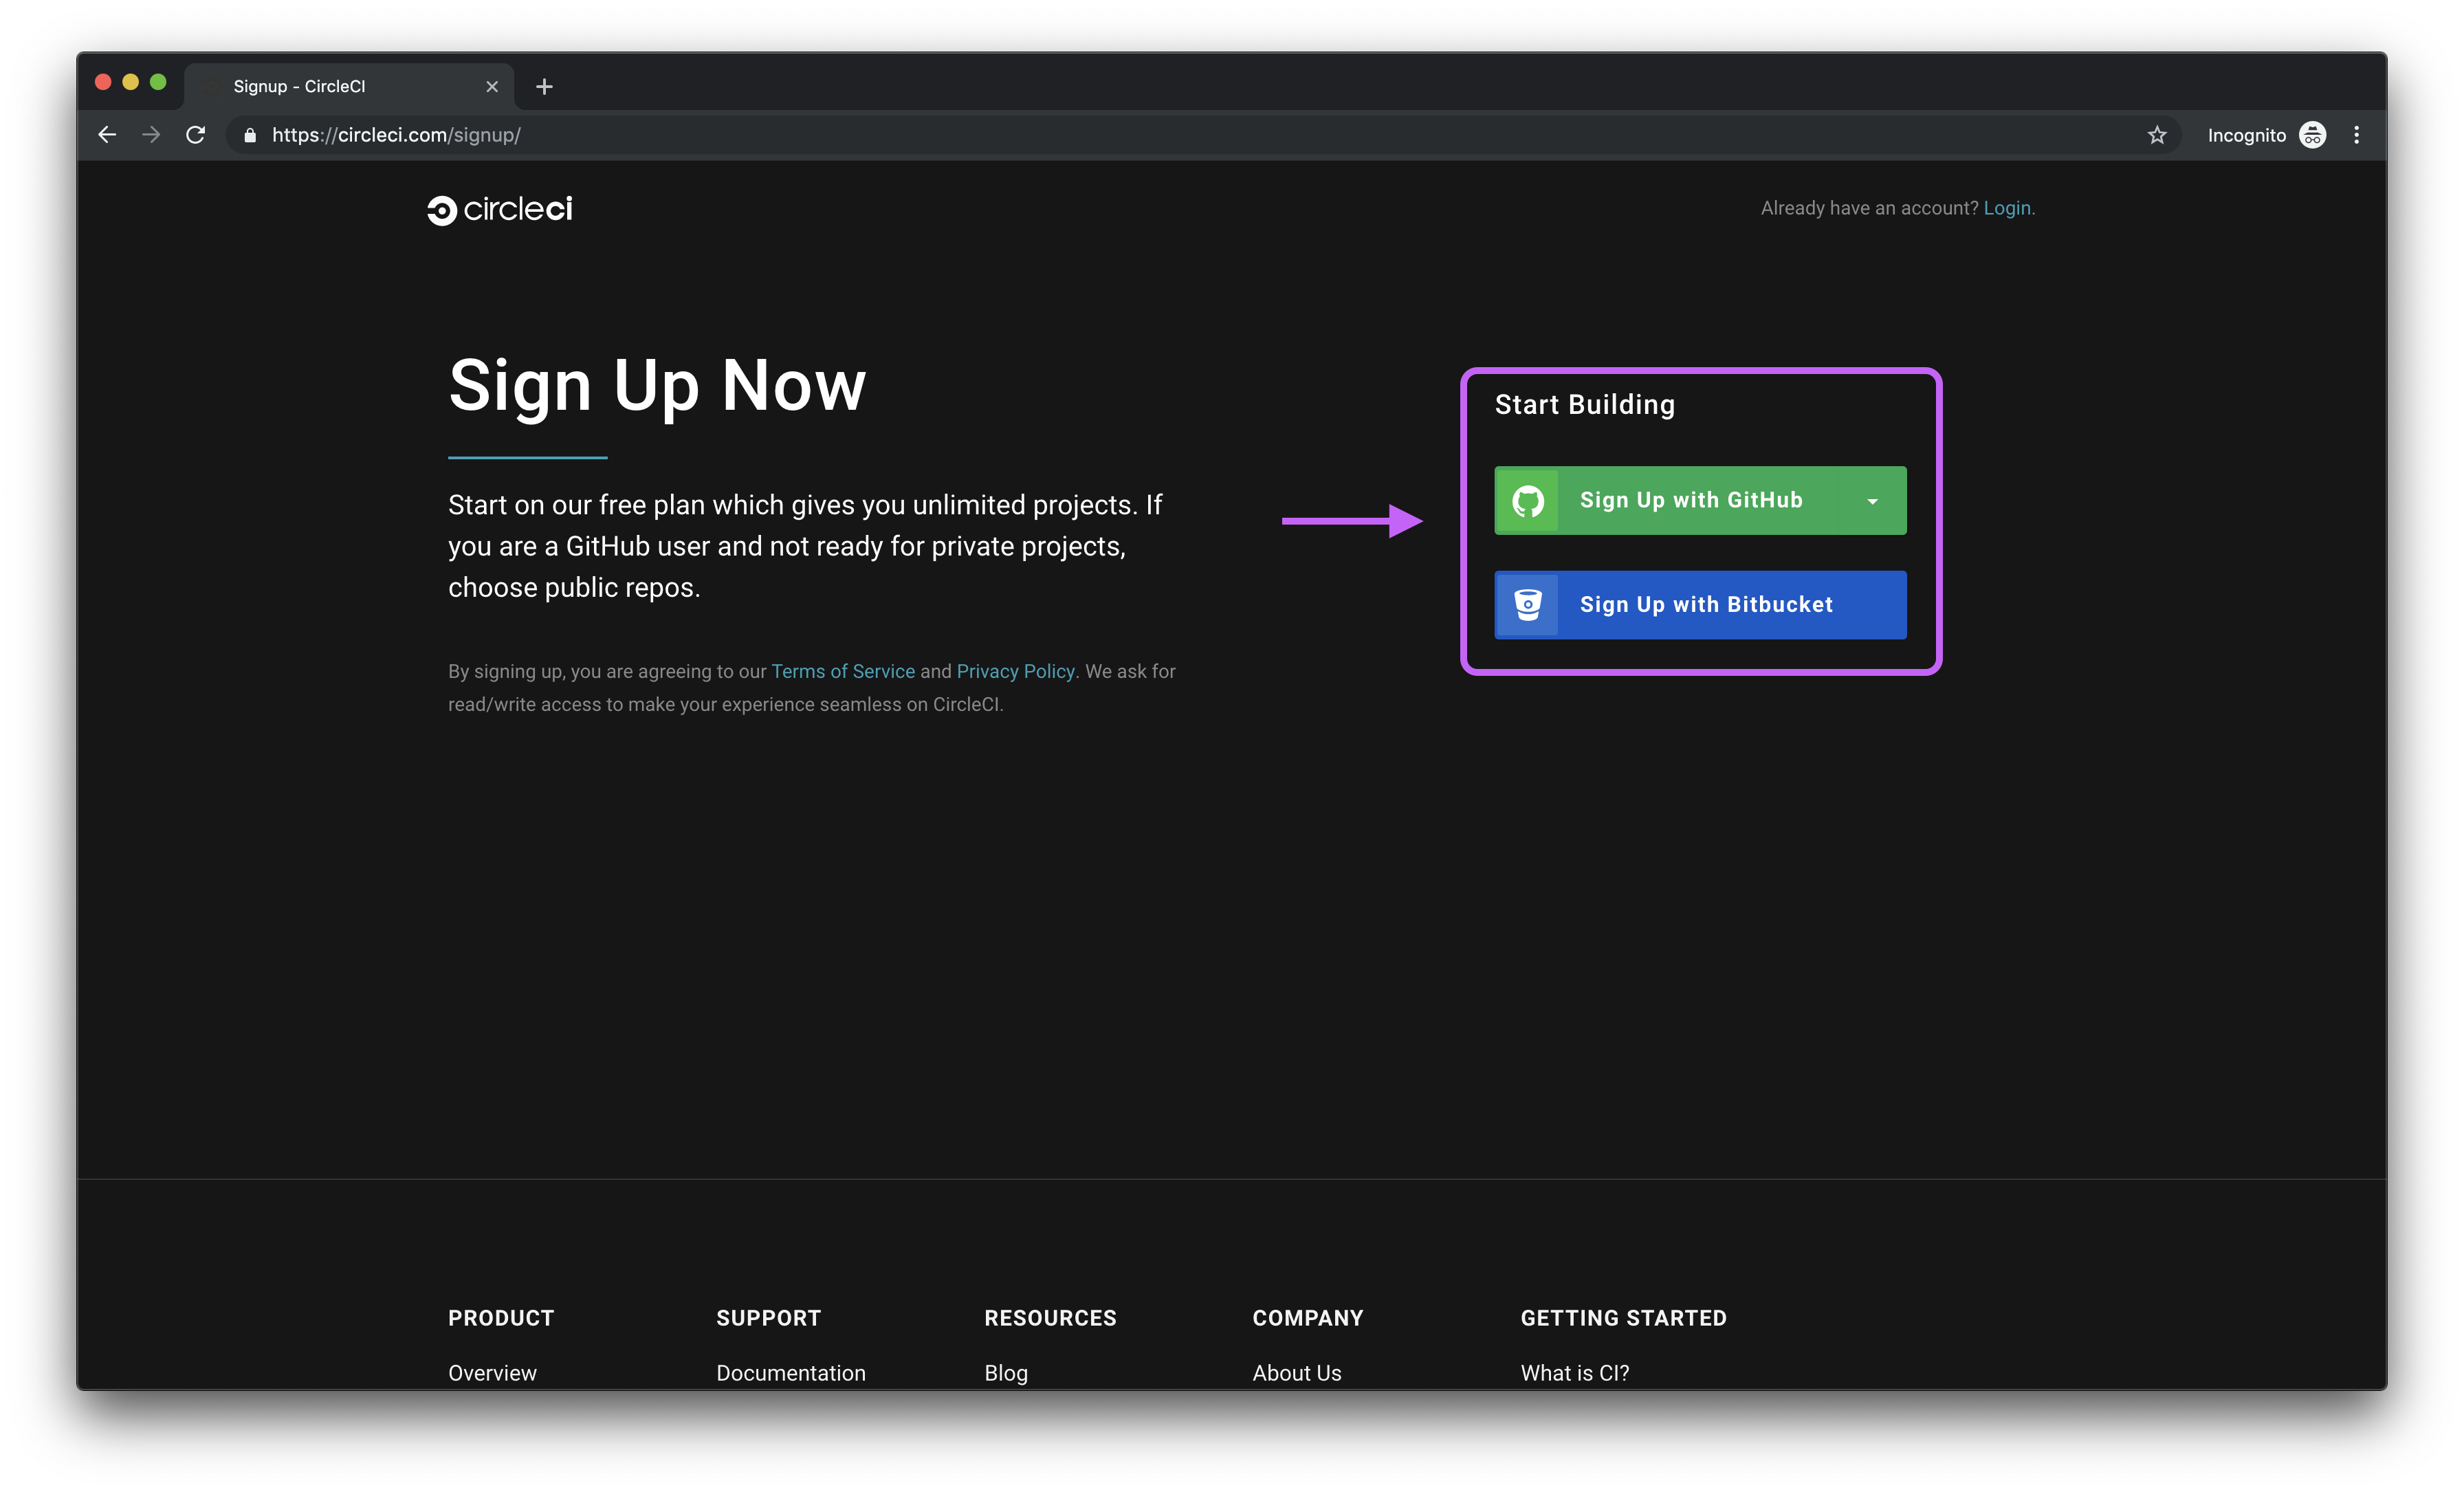 Signup - CircleCI
https://circleci.com/signup/
Incognito
circleci
Already have an account? Login.
Sign Up Now
Start on our free plan which gives you unlimited projects. If
you are a GitHub user and not ready for private projects,
choose public repos.
By signing up, you are agreeing to our Terms of Service and Privacy Policy. We ask for
read/write access to make your experience seamless on CircleCI.
Start Building
Sign Up with GitHub
Sign Up with Bitbucket
PRODUCT
Overview
SUPPORT
Documentation
RESOURCES
Blog
COMPANY
About Us
GETTING STARTED
What is CI?